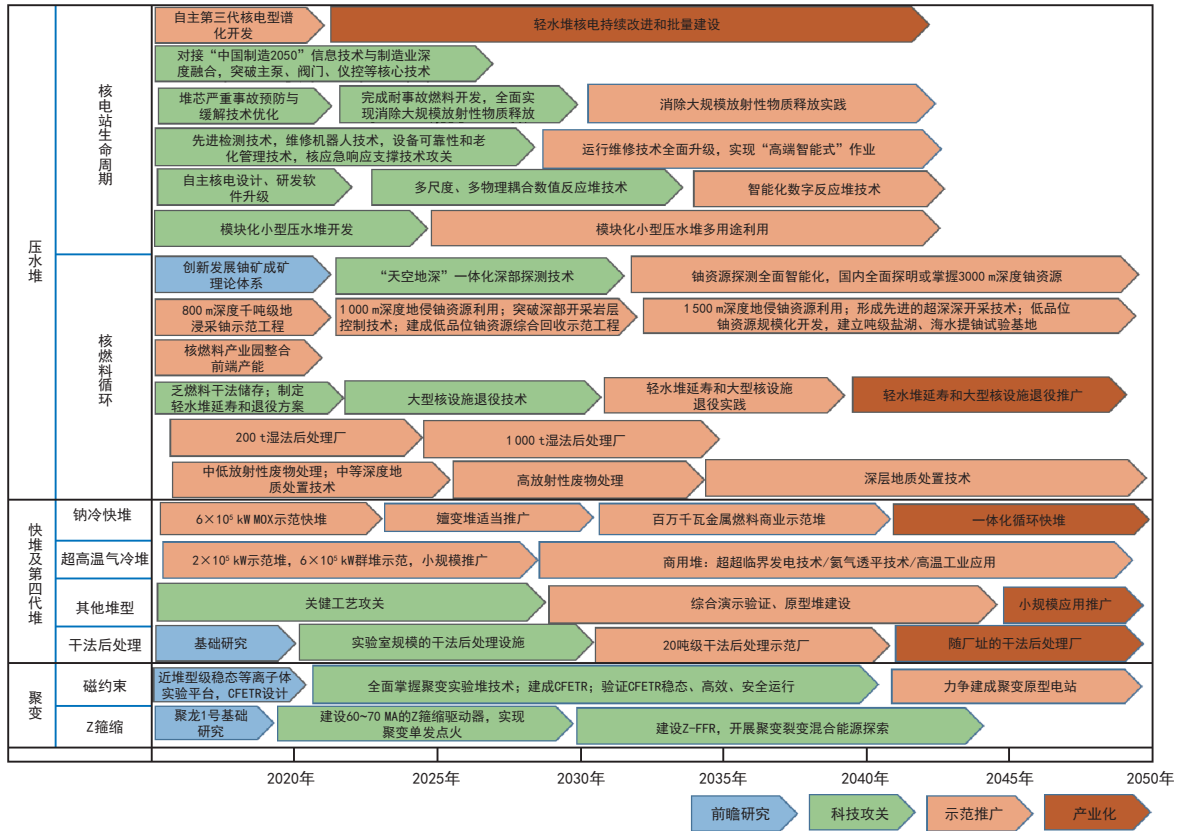 压水堆
核电站生命周期
自主第三代核电型谱
化开发
轻水堆核电持续改进和批量建设
对接“中国制造2050”信息技术与制造业深
度融合，突破主泵、阀门、仪控等核心技术
堆芯严重事故预防与
缓解技术优化
完成耐事故燃料开发，全面实
现消除大规模放射性物质释放
消除大规模放射性物质释放实践
先进检测技术，维修机器人技术，设备可靠性和老
化管理技术，核应急响应支撑技术攻关
运行维修技术全面升级，实现“高端智能式”作业
自主核电设计、研发软
件升级
多尺度、多物理耦合数值反应堆技术
智能化数字反应堆技术
模块化小型压水堆开发
模块化小型压水堆多用途利用
核燃料循环
创新发展铀矿成矿
理论体系
“天空地深”一体化深部探测技术
铀资源探测全面智能化，国内全面探明或掌握3000 m深度铀资源
800 m深度千吨级地
浸采铀示范工程
1 000 m深度地侵铀资源利用；突破深部开采岩层
控制技术；建成低品位铀资源综合回收示范工程
1 500 m深度地侵铀资源利用；形成先进的超深深开采技术；低品位
铀资源规模化开发，建立吨级盐湖、海水提铀试验基地
核燃料产业园整合
前端产能
乏燃料干法储存；制定
轻水堆延寿和退役方案
大型核设施退役技术
轻水堆延寿和大型核设施
退役实践
轻水堆延寿和大型核设施退役推广
200 t湿法后处理厂
1 000 t湿法后处理厂
中低放射性废物处理；中等深度地
质处置技术
高放射性废物处理
深层地质处置技术
快堆及第四代堆
钠冷快堆
6×10⁵ kW MOX示范快堆
嬗变堆适当推广
百万千瓦金属燃料商业示范堆
一体化循环快堆
超高温气冷堆
2×10⁵ kW示范堆，6×10⁵ kW群堆示范，小规模推广
商用堆：超超临界发电技术/氦气透平技术/高温工业应用
其他堆型
关健工艺攻关
综合演示验证、原型堆建设
小规模应用推广
干法后处理
基础研究
实验室规模的干法后处理设施
20吨级干法后处理示范厂
随厂址的干法后处理厂
聚变
磁约束
近堆型级稳态等离子体
实验平台，CFETR设计
全面掌握聚变实验堆技术；建成CFETR；验证CFETR稳态、高效、安全运行
力争建成聚变原型电站
Z箍缩
聚龙1号基础
研究
建设60~70 MA的Z箍缩驱动器，实现
聚变单发点火
建设Z-FFR，开展聚变裂变混合能源探索
2020年
2025年
2030年
2035年
2040年
2045年
2050年
前瞻研究
科技攻关
示范推广
产业化